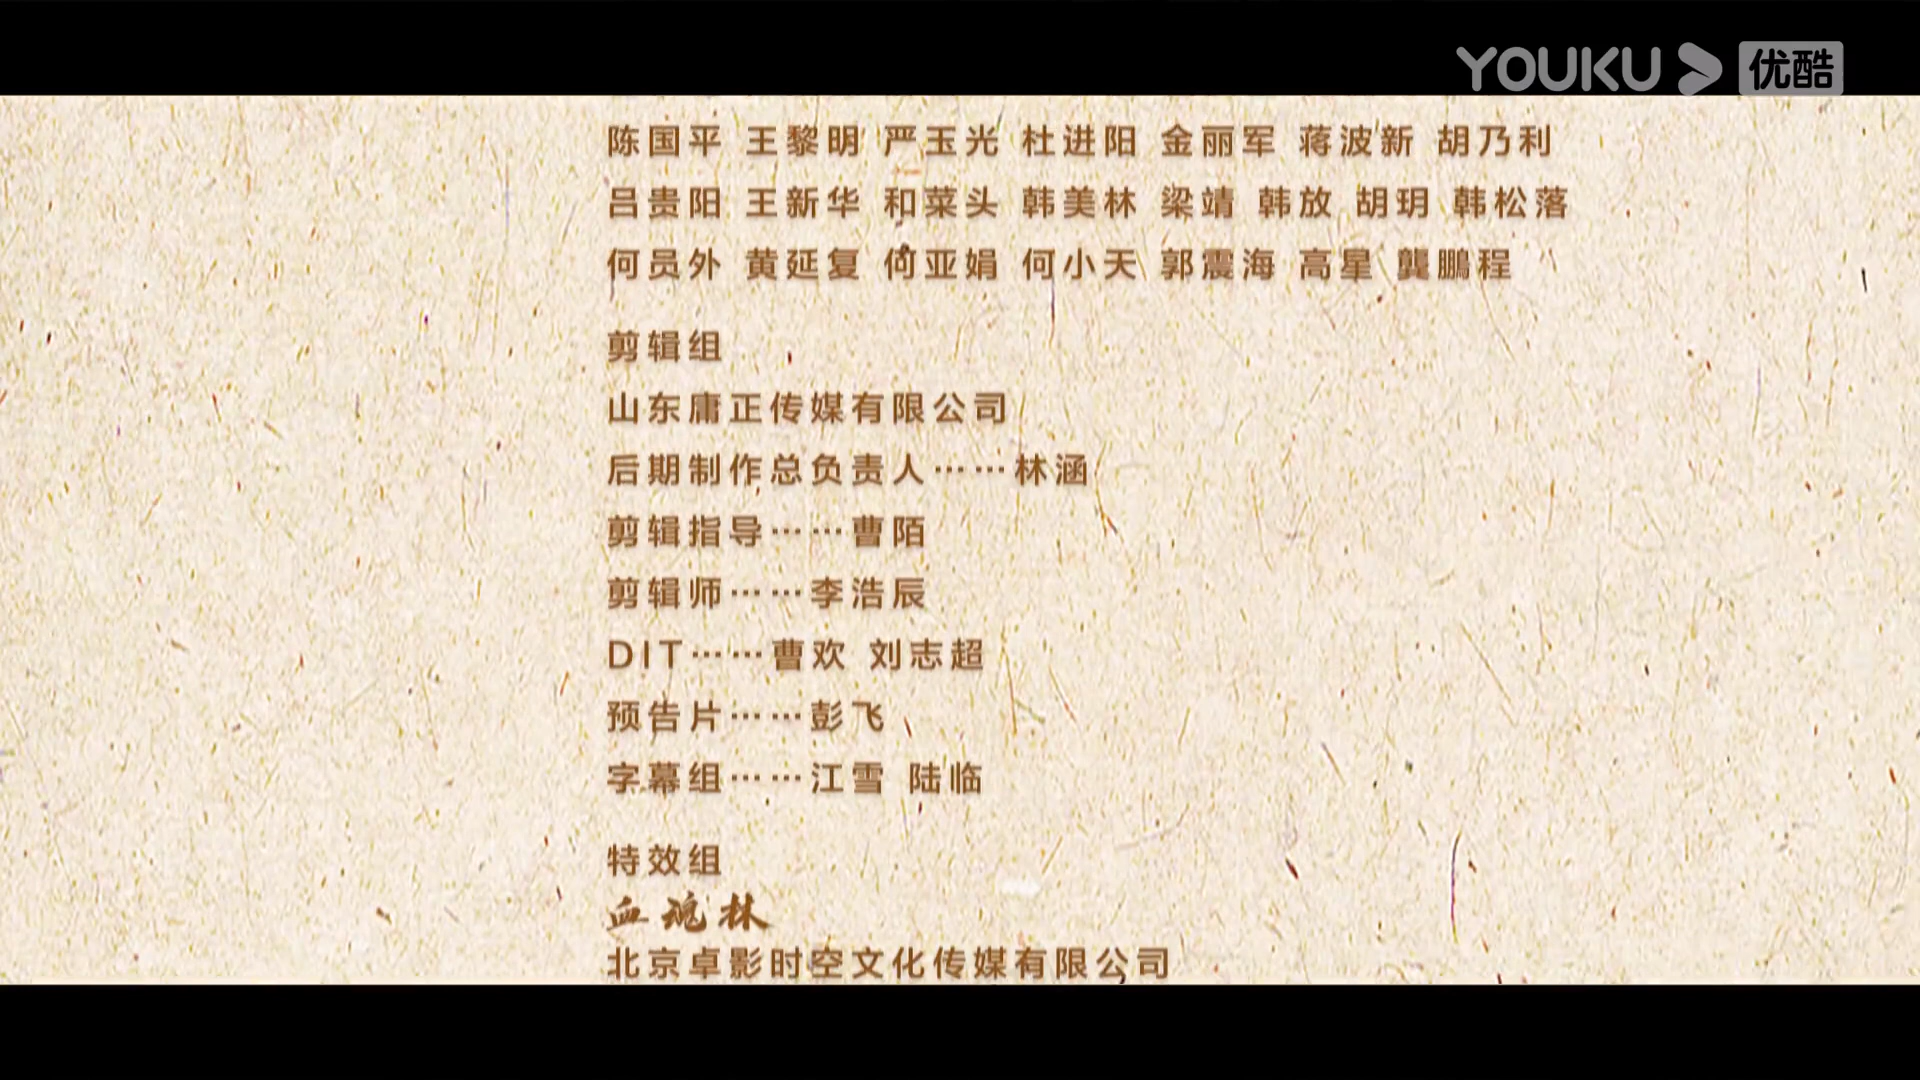 YOUKU 优酷
陈国平 王黎明 严玉光 杜进阳 金丽军 蒋波新 胡乃利
吕贵阳 王新华 和菜头 韩美林 梁靖 韩放 胡玥 韩松落
何员外 黄延复 何亚娟 何小天 郭震海 高星 龔鵬程
剪辑组
山东庸正传媒有限公司
后期制作总负责人……林涵
剪辑指导……曹陌
剪辑师……李浩辰
DIT……曹欢 刘志超
预告片……彭飞
字幕组……江雪 陆临
特效组
血魂林
北京卓影时空文化传媒有限公司